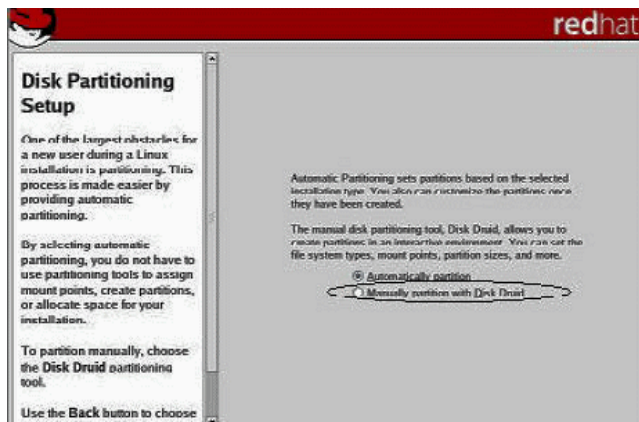 redhat
Disk Partitioning
Setup
One of the largest obstacles for
a new user during a Linux
installation is partitioning. This
process is made easier by
providing automatic
partitioning.
By selecting automatic
partitioning, you do not have to
use partitioning tools to assign
mount points, create partitions,
or allocate space for your
installation.
To partition manually, choose
the Disk Druid partitioning
tool.
Use the Back button to choose
Automatic Partitioning sets partitions based on the selected
installation type. You also can customize the partitions once
they have been created.
The manual disk partitioning tool, Disk Druid, allows you to
create partitions in an interactive environment. You can set the
file system types, mount points, partition sizes, and more.
Automatically partition
Manually partition with Disk Druid